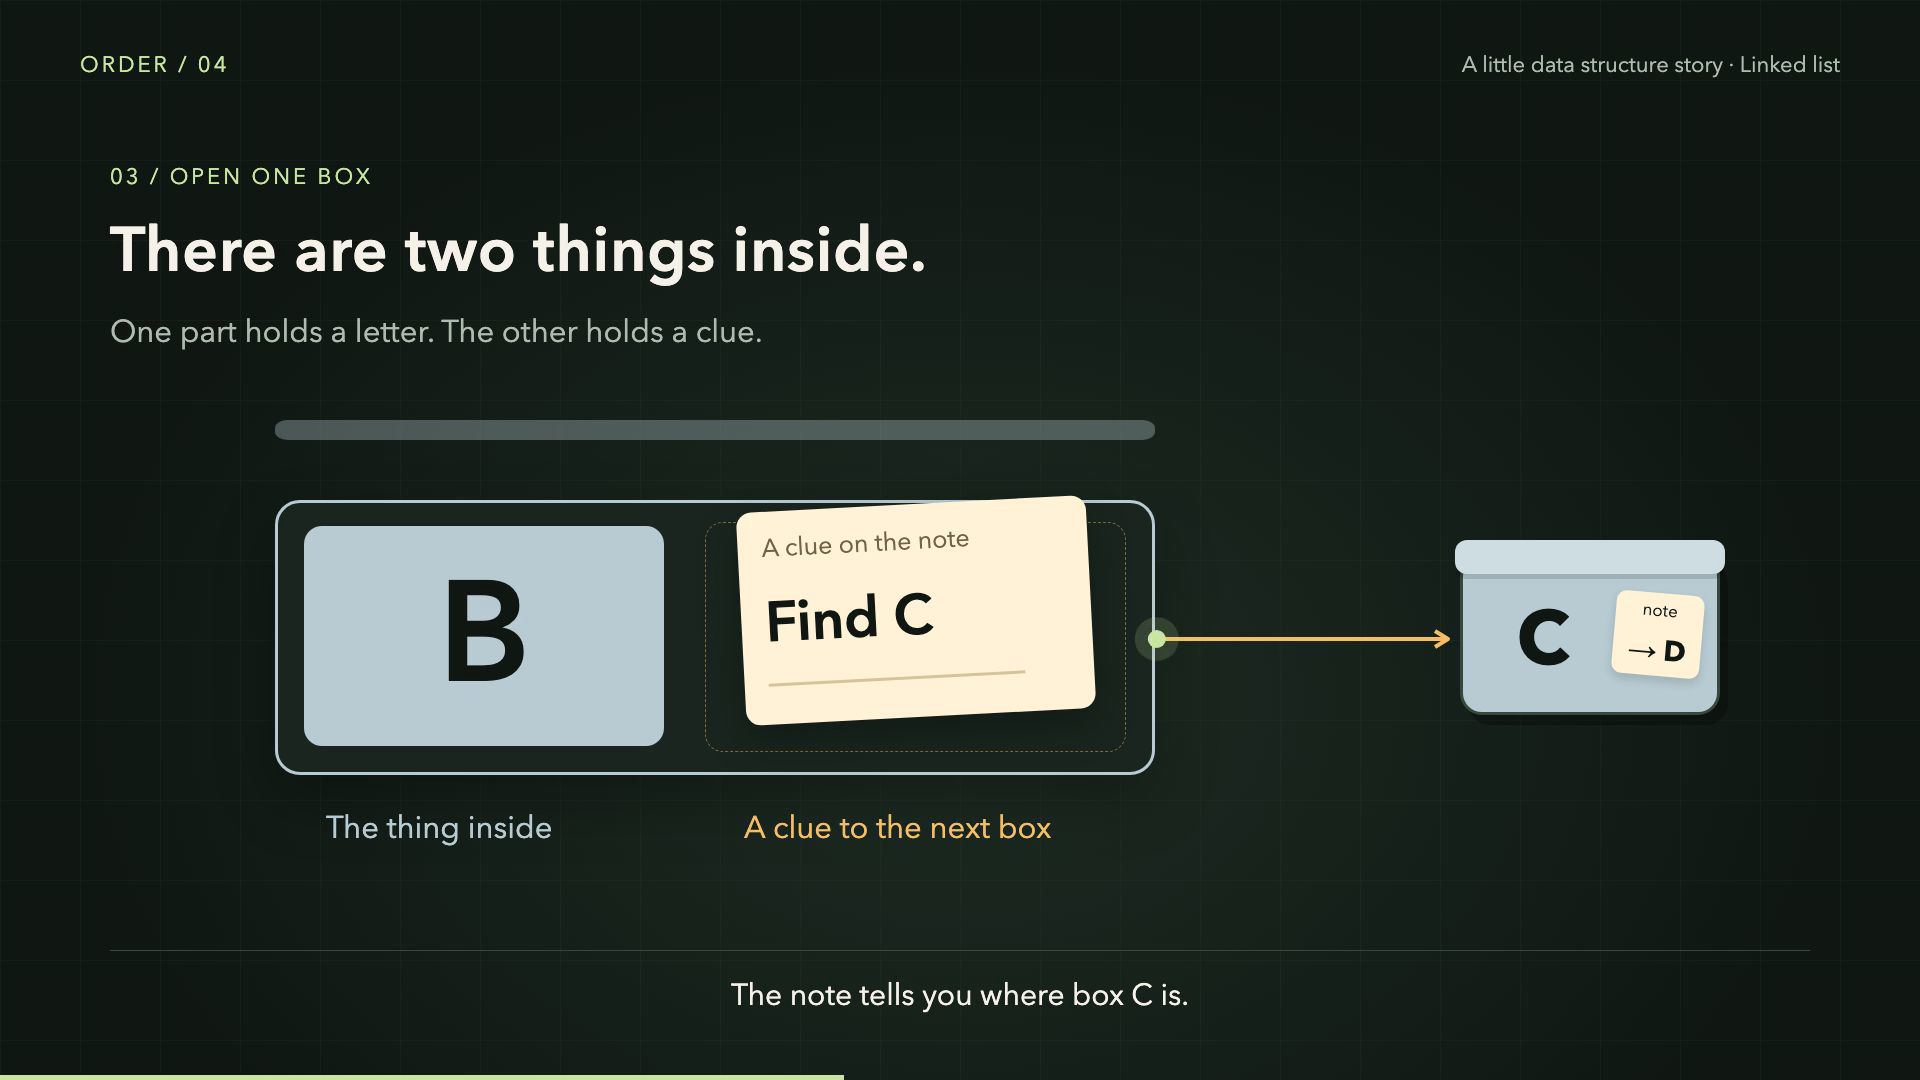 ORDER / 04
A little data structure story · Linked list
03 / OPEN ONE BOX
There are two things inside.
One part holds a letter. The other holds a clue.
B
A clue on the note
Find C
C
note
→ D
The thing inside
A clue to the next box
The note tells you where box C is.